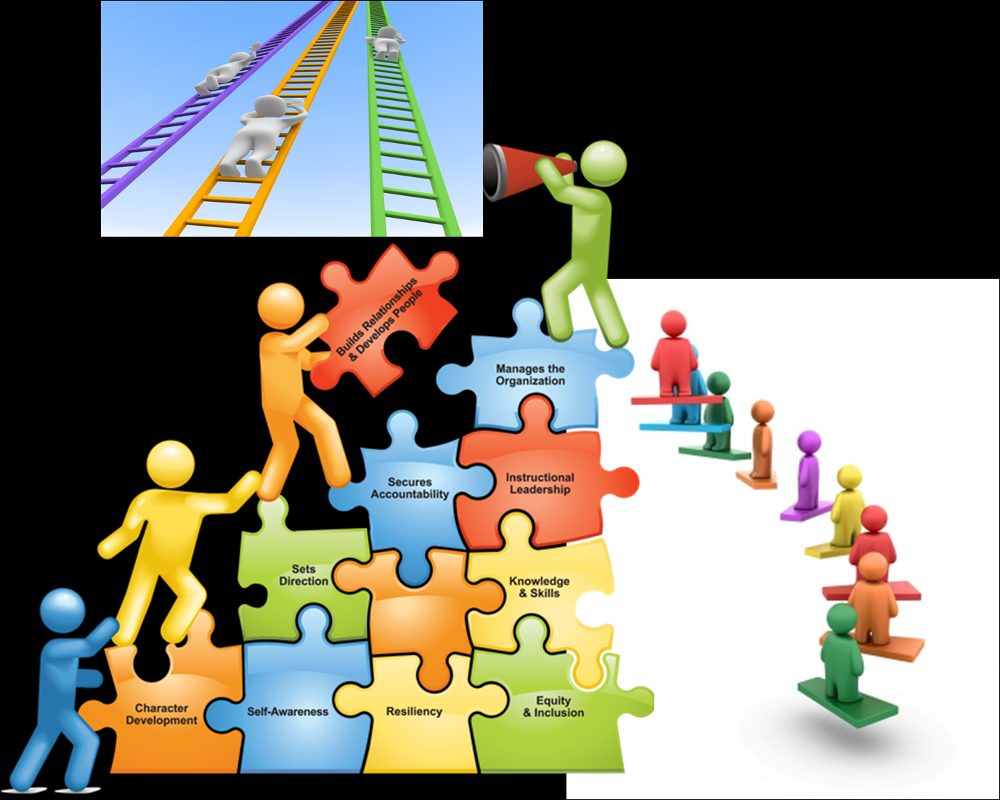 Builds Relationships
& Develops People
Manages the
Organization
Secures
Accountability
Instructional
Leadership
Sets
Direction
Knowledge
& Skills
Character
Development
Self-Awareness
Resiliency
Equity
& Inclusion